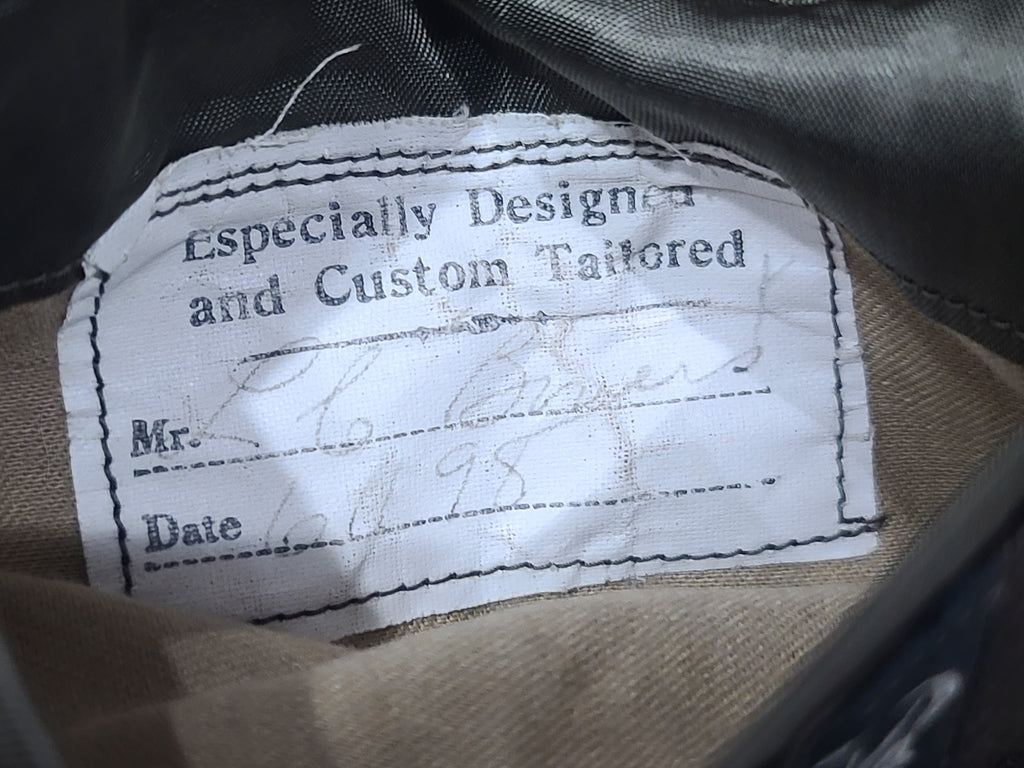 Especially Designed
and Custom Tailored
Mr.
Date